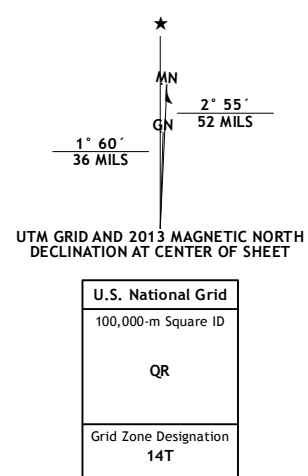 ★
MN
GN
2° 55´
52 MILS
1° 60´
36 MILS
UTM GRID AND 2013 MAGNETIC NORTH
DECLINATION AT CENTER OF SHEET
U.S. National Grid
100,000-m Square ID
QR
Grid Zone Designation
14T